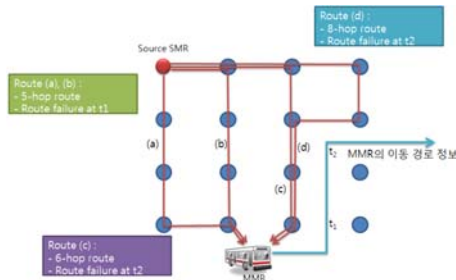 Route (d) :
- 8-hop route
- Route failure at t2
Source SMR
Route (a), (b) :
- 5-hop route
- Route failure at t1
(a)
(b)
(d)
(c)
t₂
MMR의 이동 경로 정보
t₁
Route (c) :
- 6-hop route
- Route failure at t2
MMR